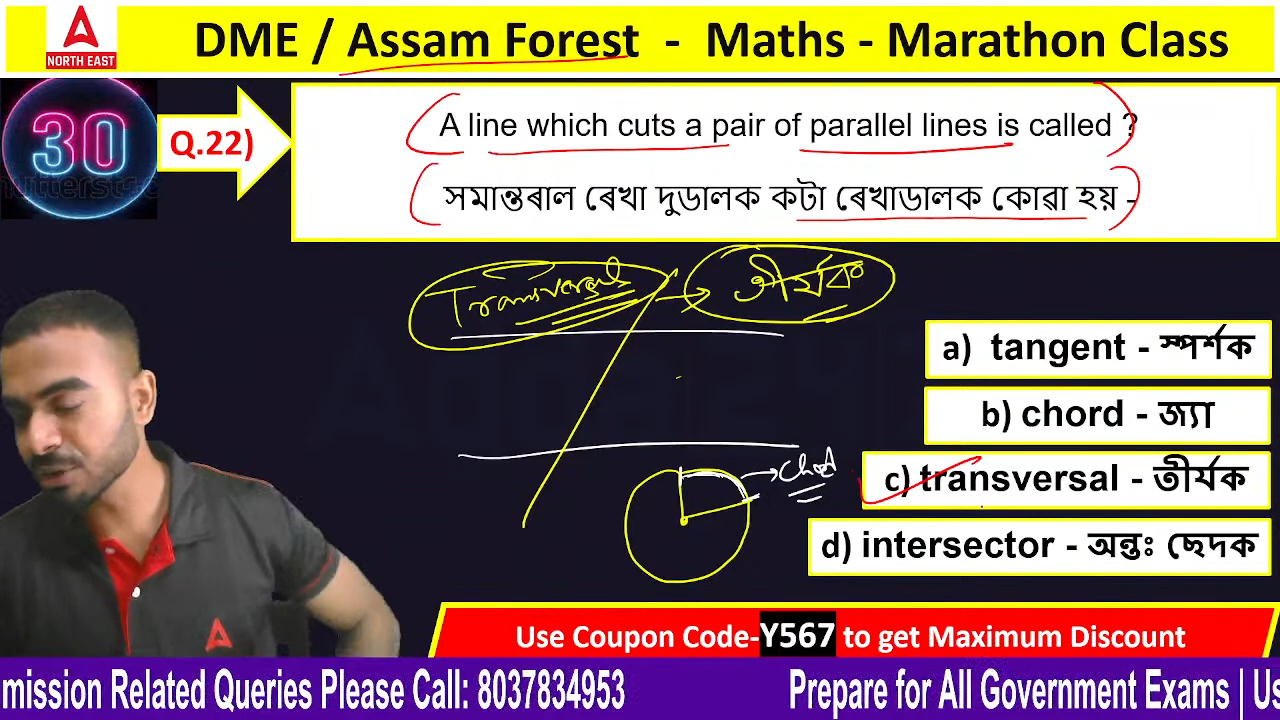 DME / Assam Forest - Maths - Marathon Class
NORTH EAST
30
Q.22)
A line which cuts a pair of parallel lines is called ?
সমান্তৰাল ৰেখা দুডালক কটা ৰেখাডালক কোৱা হয় -
Transversal
তীৰ্যক
a) tangent - স্পৰ্শক
b) chord - জ্যা
chod
c) transversal - তীৰ্যক
d) intersector - অন্তঃ ছেদক
Use Coupon Code-Y567 to get Maximum Discount
mission Related Queries Please Call: 8037834953 Prepare for All Government Exams | Us